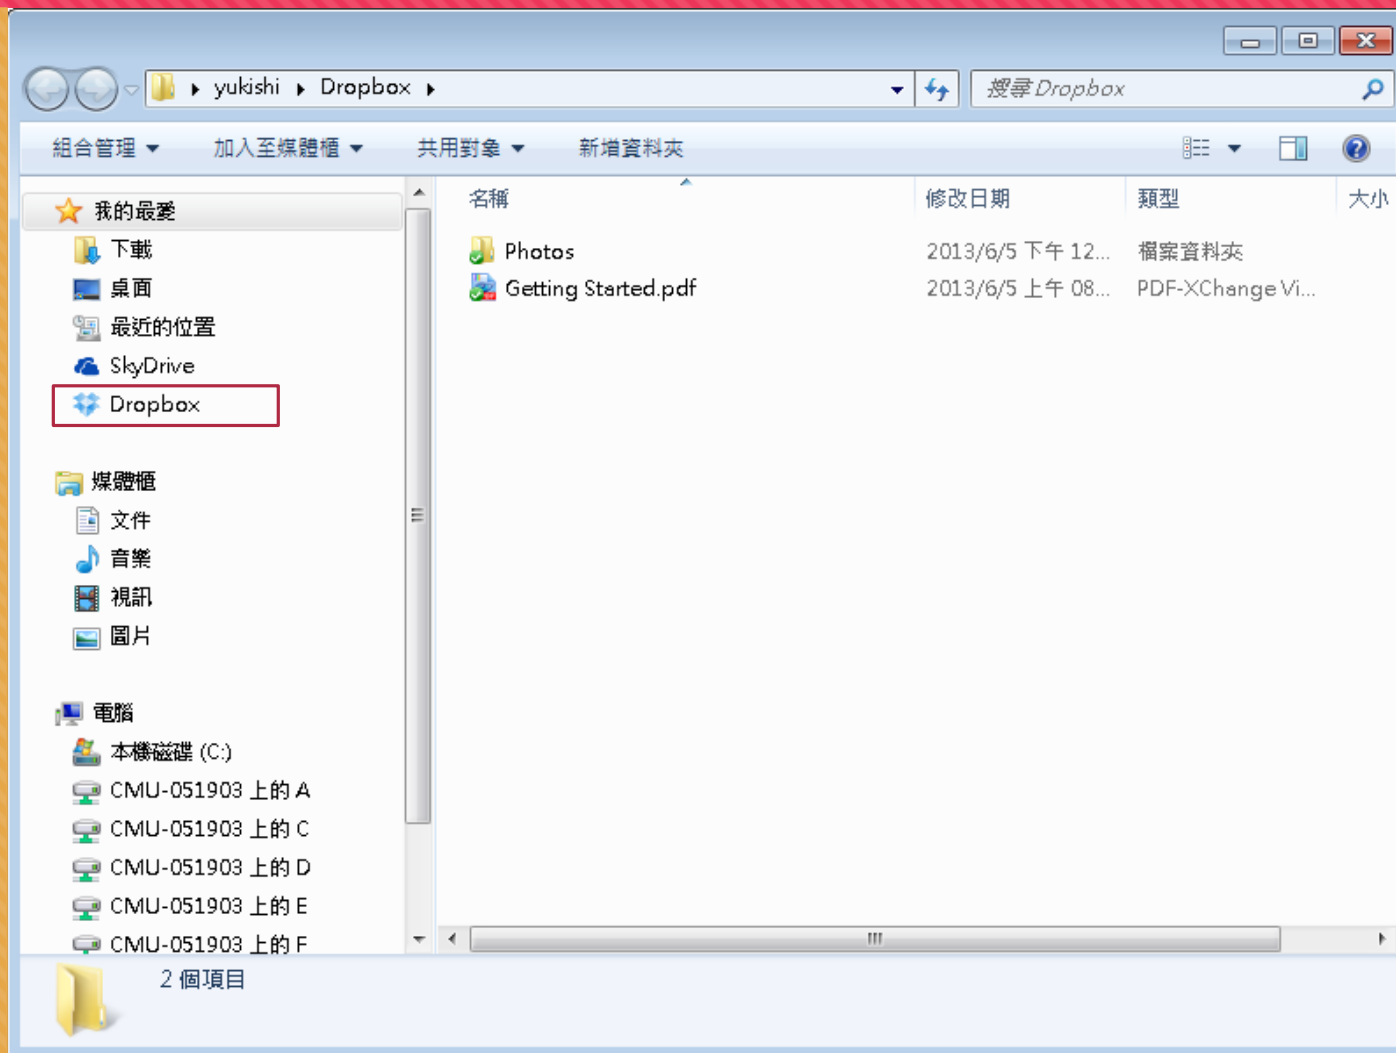 yukishi Dropbox
搜尋 Dropbox
組合管理 加入至媒體櫃 共用對象 新增資料夾
名稱 修改日期 類型 大小
Photos 2013/6/5 下午 12... 檔案資料夾
Getting Started.pdf 2013/6/5 上午 08... PDF-XChange Vi...
我的最愛
下載
桌面
最近的位置
SkyDrive
Dropbox
媒體櫃
文件
音樂
視訊
圖片
電腦
本機磁碟 (C:)
CMU-051903 上的 A
CMU-051903 上的 C
CMU-051903 上的 D
CMU-051903 上的 E
CMU-051903 上的 F
2 個項目